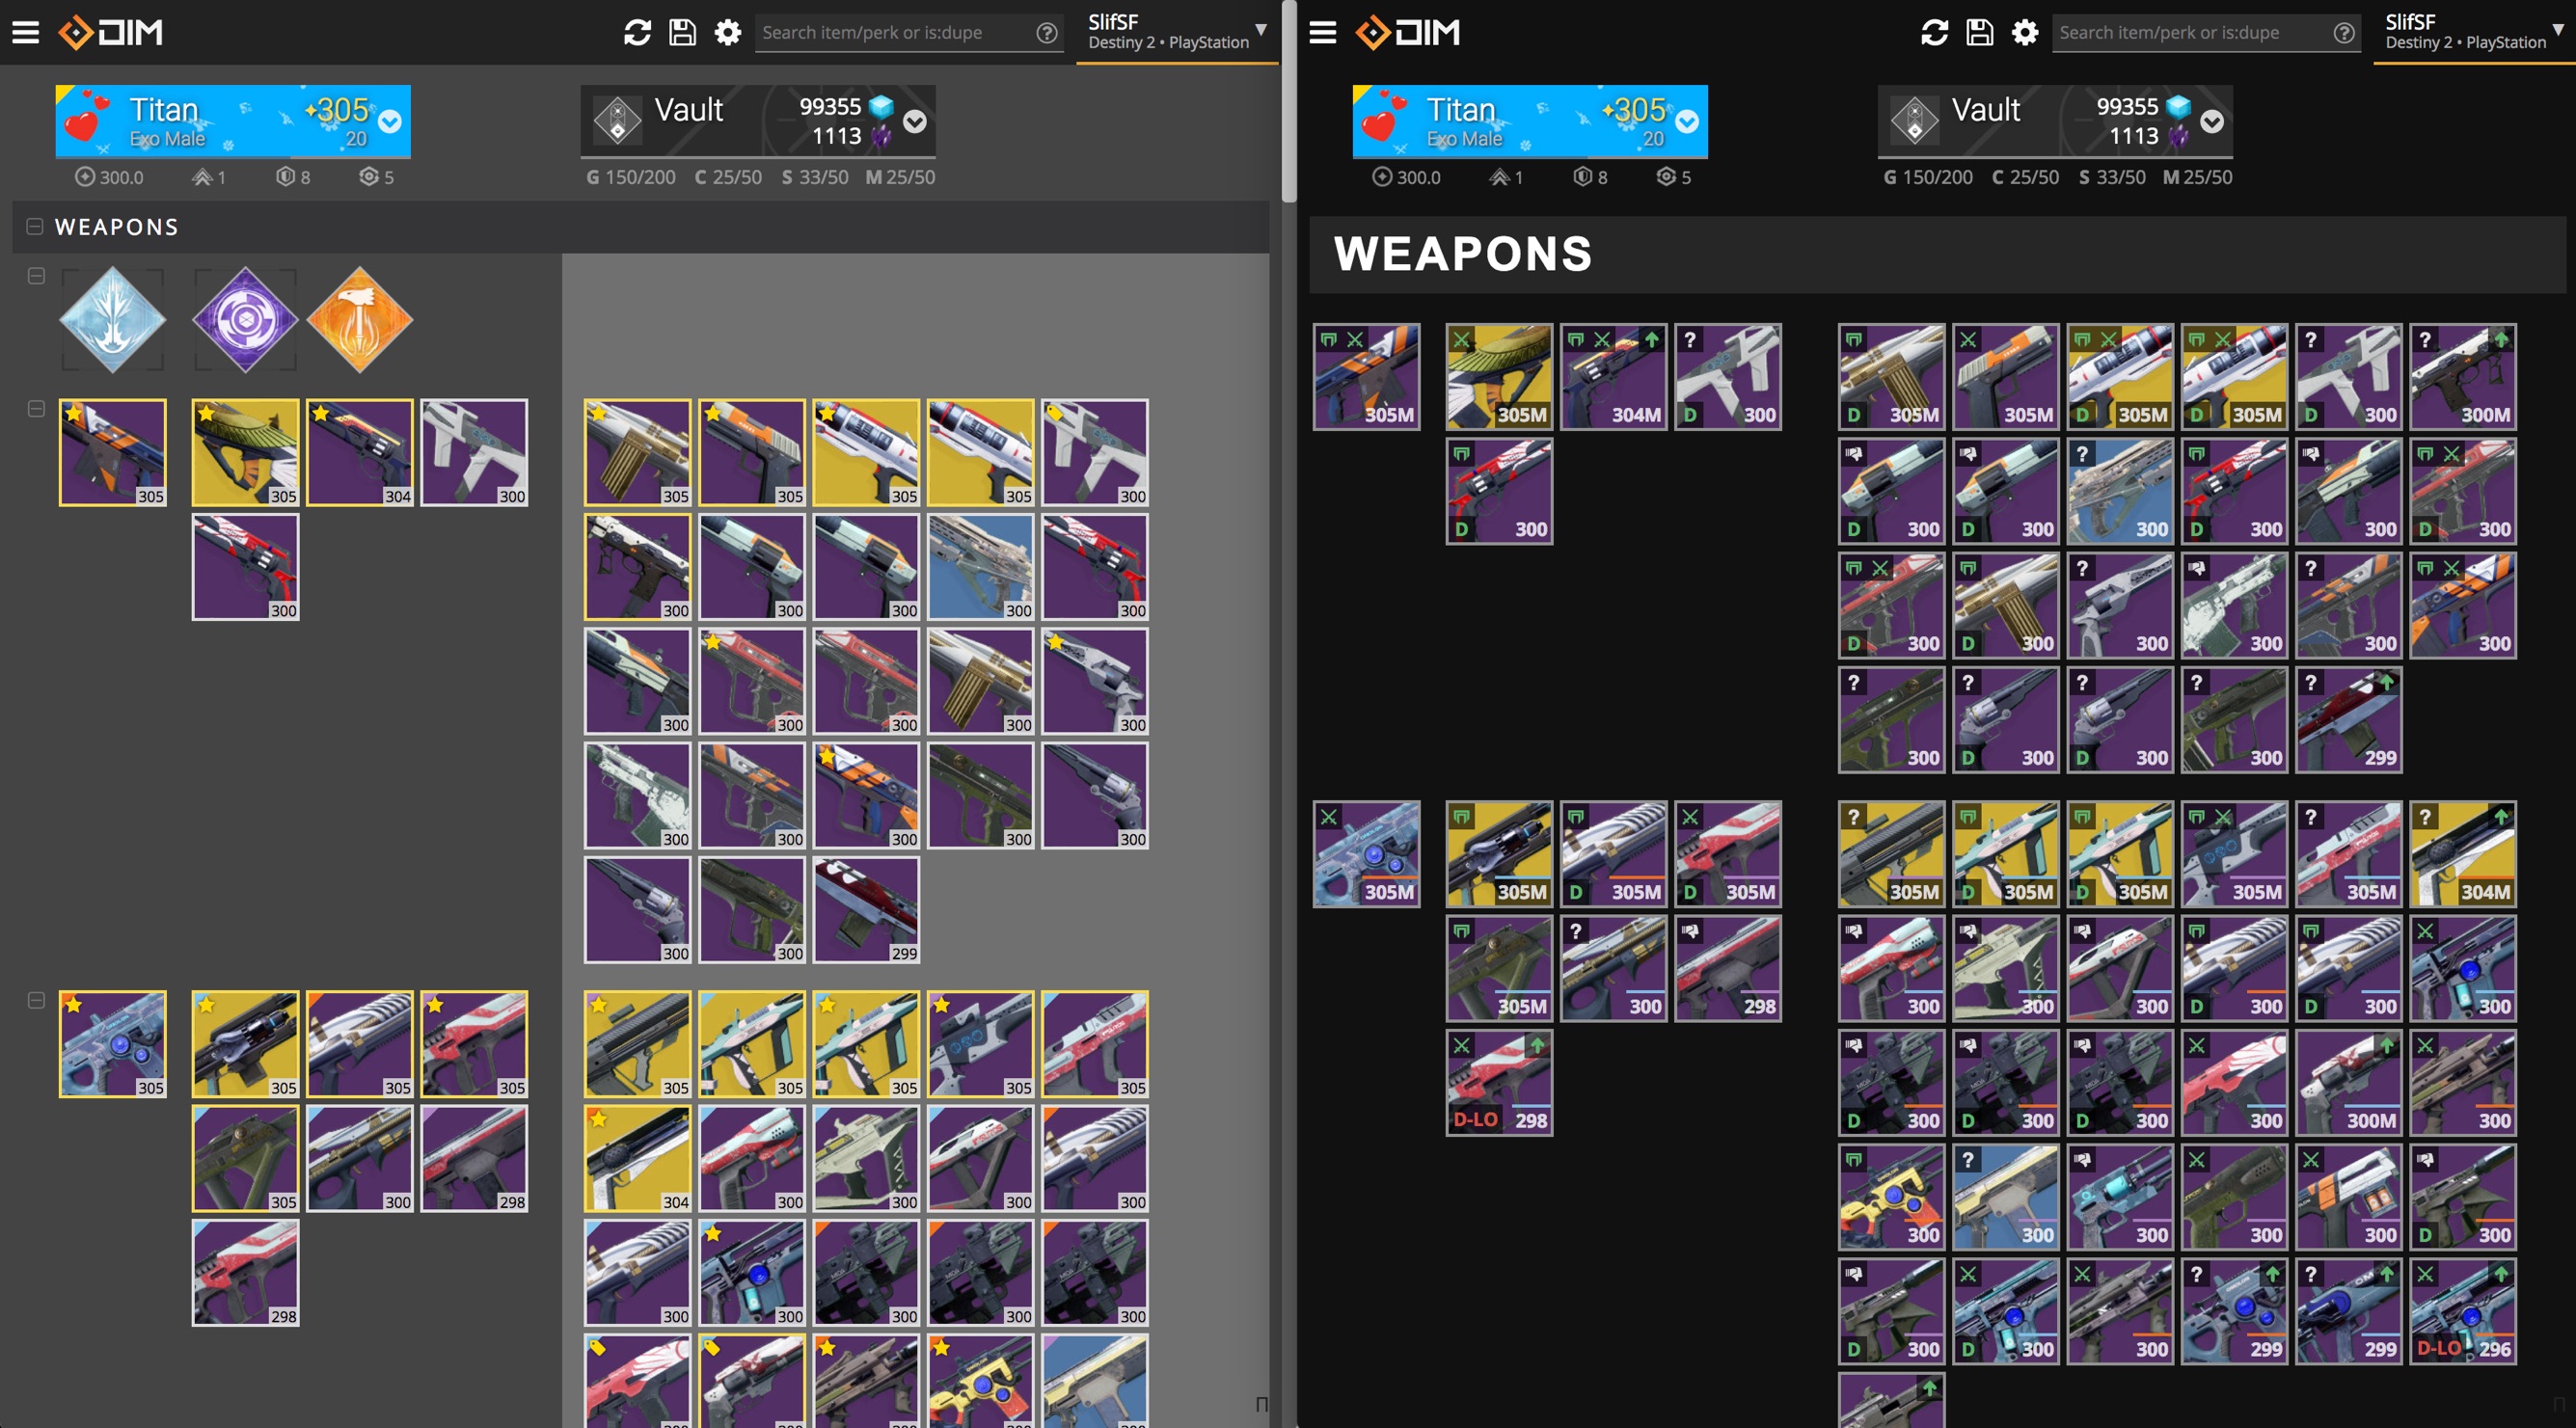 DIM
Search item/perk or is:dupe
?
SlifSF
Destiny 2 • PlayStation
Titan
Exo Male
305
20
300.0
1
8
5
Vault
99355
1113
G 150/200 C 25/50 S 33/50 M 25/50
WEAPONS
305 305 304 300
300
305 305 305 305 300
300 300 300 300 300
300 300 300 300 300
300 300 300 300 300
300 300 299
305 305 305 305
305 300 298
298
305 305 305 305 305
304 300 300 300 300
300 300 300 300 300
DIM
Search item/perk or is:dupe
?
SlifSF
Destiny 2 • PlayStation
Titan
Exo Male
305
20
300.0
1
8
5
Vault
99355
1113
G 150/200 C 25/50 S 33/50 M 25/50
WEAPONS
305M 305M 304M ? D 300
D 300
D 305M 305M D 305M D 305M ? D 300 ? 300M
D 300 D 300 ? 300 D 300 300 D 300
D 300 D 300 ? 300 300 ? 300 300
? 300 ? D 300 ? D 300 ? 300 ? 299
305M 305M D 305M D 305M
305M ? 300 298
D-LO 298
? 305M D 305M D 305M 305M ? 305M ? 304M
300 300 300 D 300 D 300 300
D 300 D 300 D 300 300 300M 300
300 ? 300 300 300 300 D 300
D 300 D 300 300 ? 299 ? 299 D-LO 296